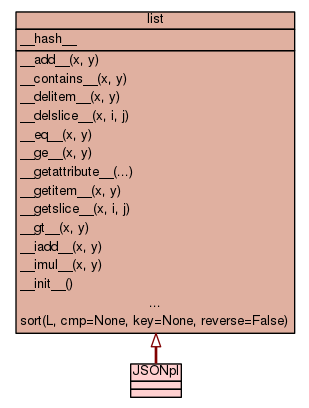 list
__hash__
__add__(x, y)
__contains__(x, y)
__delitem__(x, y)
__delslice__(x, i, j)
__eq__(x, y)
__ge__(x, y)
__getattribute__(...)
__getitem__(x, y)
__getslice__(x, i, j)
__gt__(x, y)
__iadd__(x, y)
__imul__(x, y)
__init__()
...
sort(L, cmp=None, key=None, reverse=False)
JSONpl